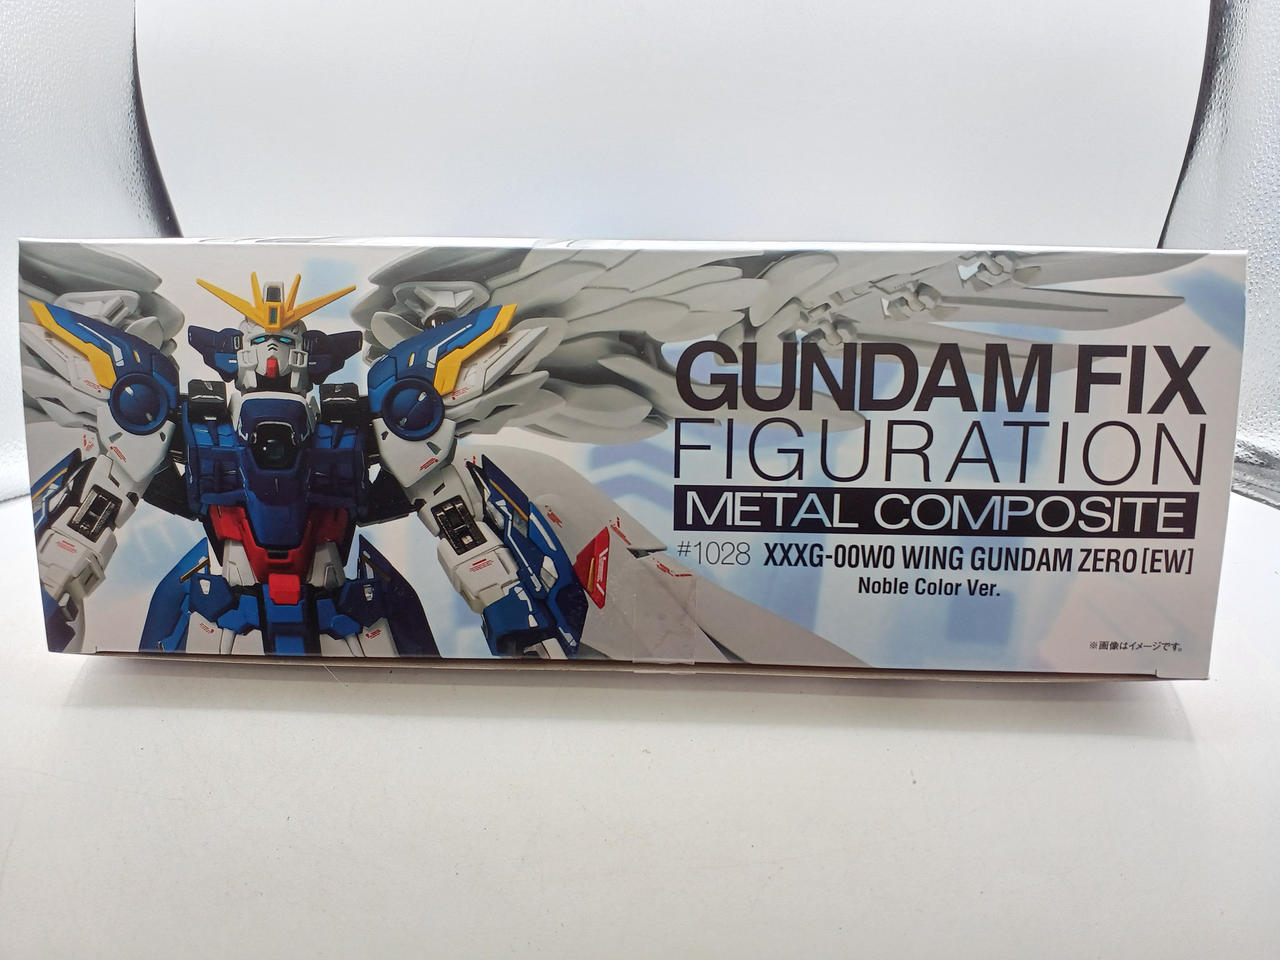 GUNDAM FIX
FIGURATION
METAL COMPOSITE
#1028 XXXG-00W0 WING GUNDAM ZERO[EW]
Noble Color Ver.
※画像はイメージです。